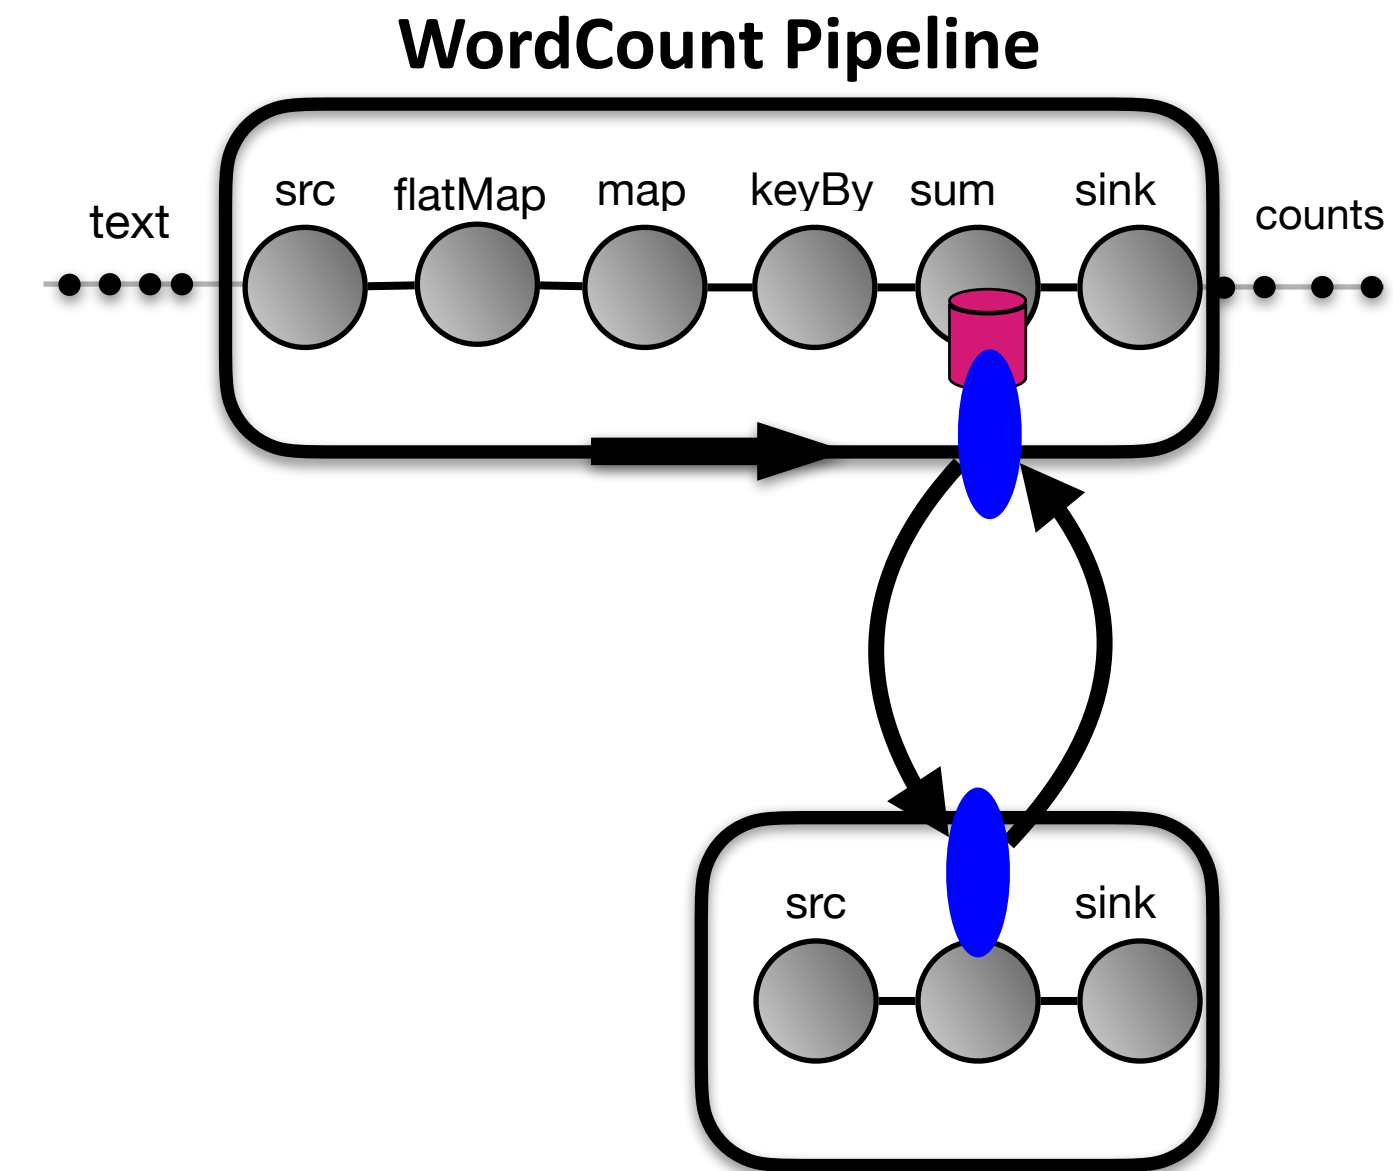 WordCount Pipeline
text
src
flatMap
map
keyBy
sum
sink
counts
src
sink